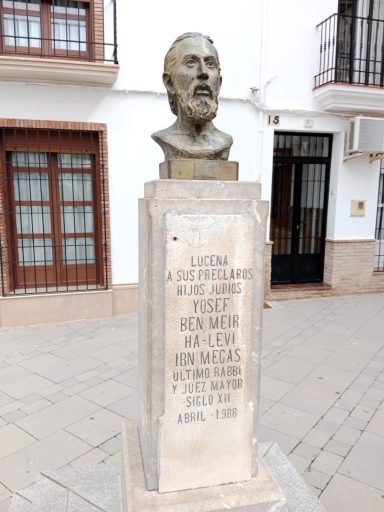 LUCENA
A SUS PRECLAROS
HIJOS JUDIOS
YOSEF
BEN MEIR
HA-LEVI
IBN MEGAS
ULTIMO RABBI
Y JUEZ MAYOR
SIGLO XII
ABRIL - 1988
15